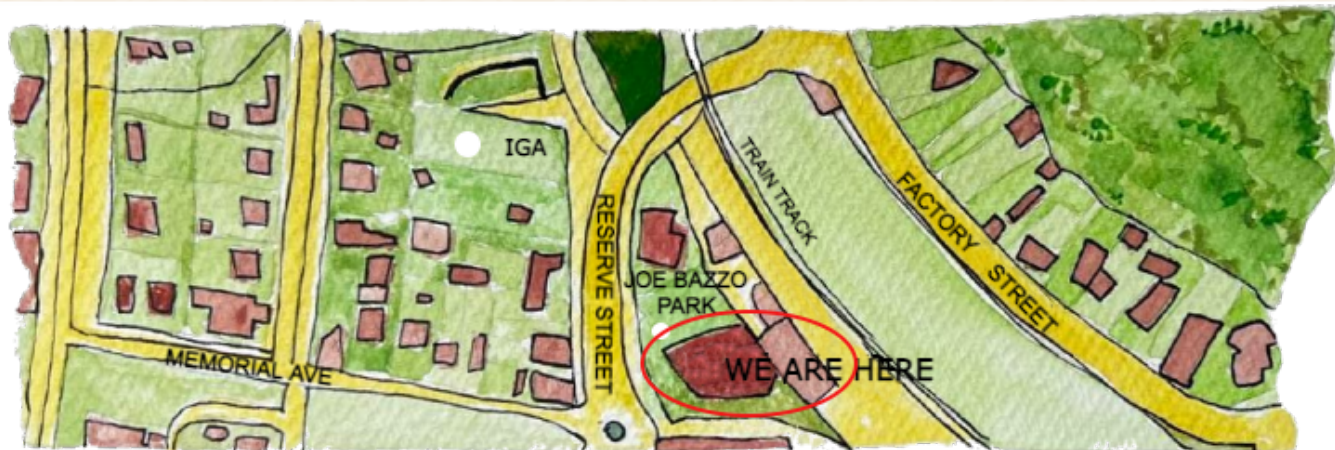 IGA
TRAIN TRACK
FACTORY STREET
RESERVE STREET
JOE BAZZO
PARK
MEMORIAL AVE
WE ARE HERE